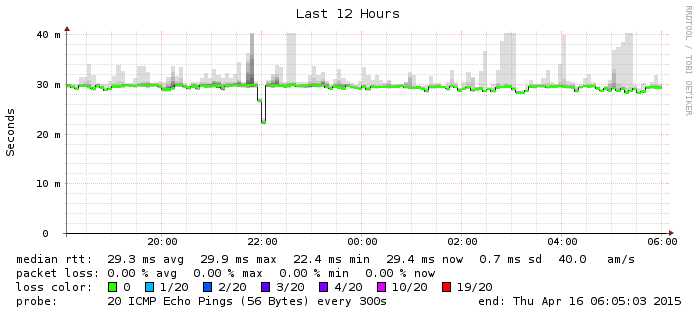 Last 12 Hours
RRDTOOL / TOBI OETIKER
Seconds
40 m
30 m
20 m
10 m
0
20:00 22:00 00:00 02:00 04:00 06:00
median rtt: 29.3 ms avg 29.9 ms max 22.4 ms min 29.4 ms now 0.7 ms sd 40.0 am/s
packet loss: 0.00 % avg 0.00 % max 0.00 % min 0.00 % now
loss color: 0 1/20 2/20 3/20 4/20 10/20 19/20
probe: 20 ICMP Echo Pings (56 Bytes) every 300s end: Thu Apr 16 06:05:03 2015